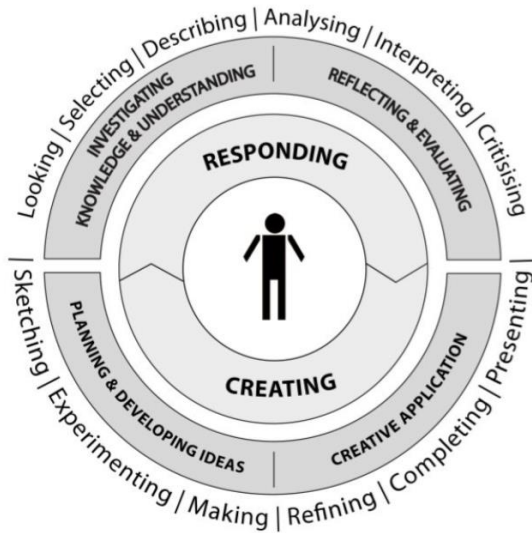 Looking | Selecting | Describing | Analysing | Interpreting | Critisising
INVESTIGATING
KNOWLEDGE & UNDERSTANDING
REFLECTING & EVALUATING
RESPONDING
CREATING
PLANNING & DEVELOPING IDEAS
CREATIVE APPLICATION
| Sketching | Experimenting | Making | Refining | Completing | Presenting |